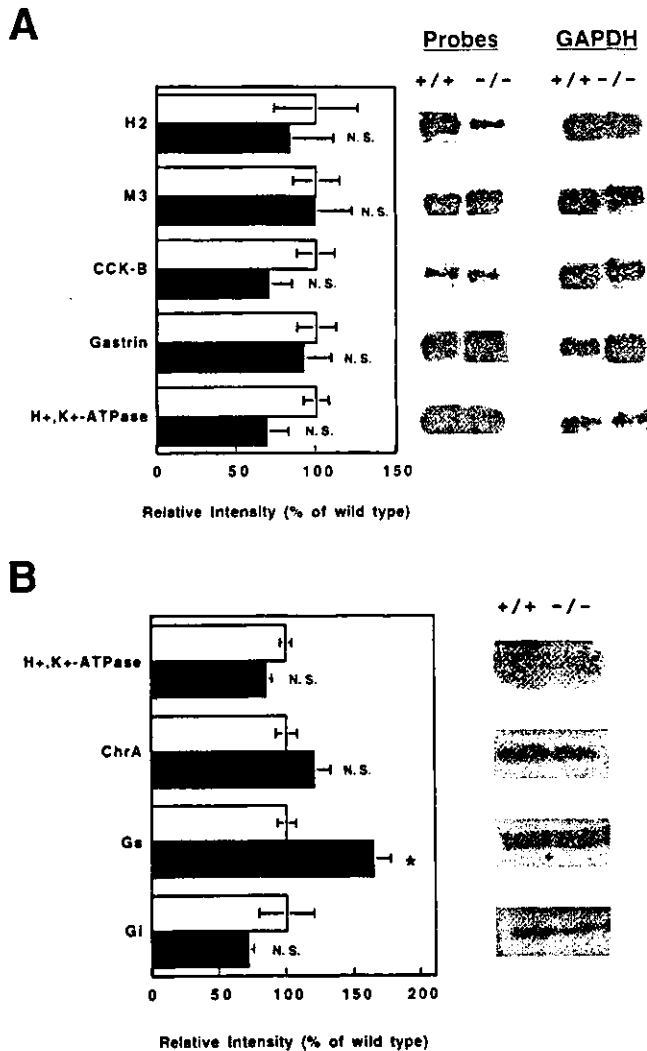 A
Probes GAPDH
+/+ -/- +/+ -/-
H2
N.S.
M3
N.S.
CCK-B
N.S.
Gastrin
N.S.
H+,K+-ATPase
N.S.
0 50 100 150
Relative Intensity (% of wild type)
B
+/+ -/-
H+,K+-ATPase
N.S.
ChrA
N.S.
Gs
*
Gi
N.S.
0 50 100 150 200
Relative Intensity (% of wild type)